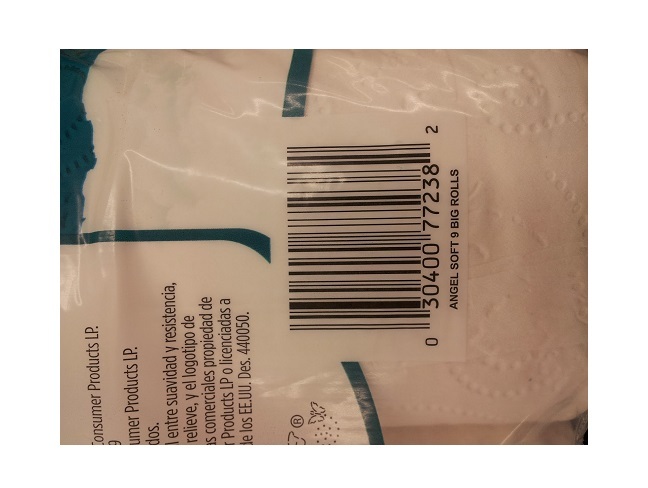 Consumer Products LP.
9
umer Products LP.
dos.
l entre suavidad y resistencia,
relieve, y el logotipo de
s comerciales propiedad de
r Products LP o licenciadas a
de los EE.UU. Des. 440050.
®
0 30400 77238 2
ANGEL SOFT 9 BIG ROLLS